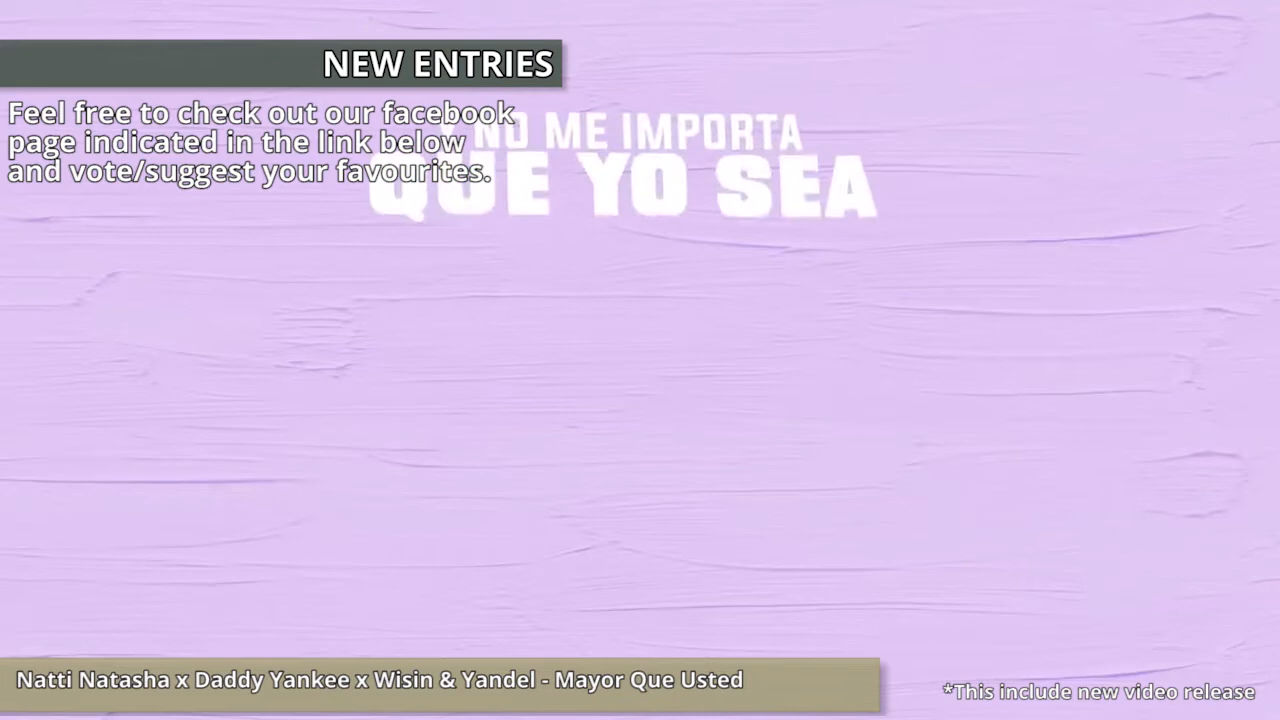 NEW ENTRIES
Feel free to check out our facebook
page indicated in the link below
and vote/suggest your favourites.
Y NO ME IMPORTA
QUE YO SEA
Natti Natasha x Daddy Yankee x Wisin & Yandel - Mayor Que Usted
*This include new video release